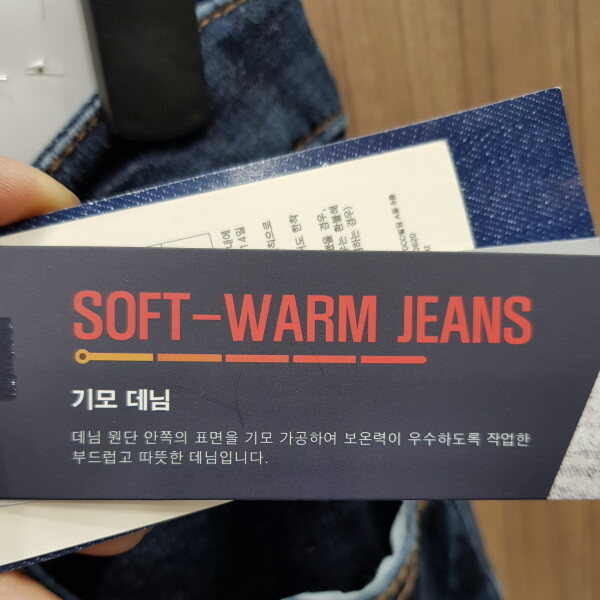 SOFT-WARM JEANS
기모 데님
데님 원단 안쪽의 표면을 기모 가공하여 보온력이 우수하도록 작업한
부드럽고 따뜻한 데님입니다.